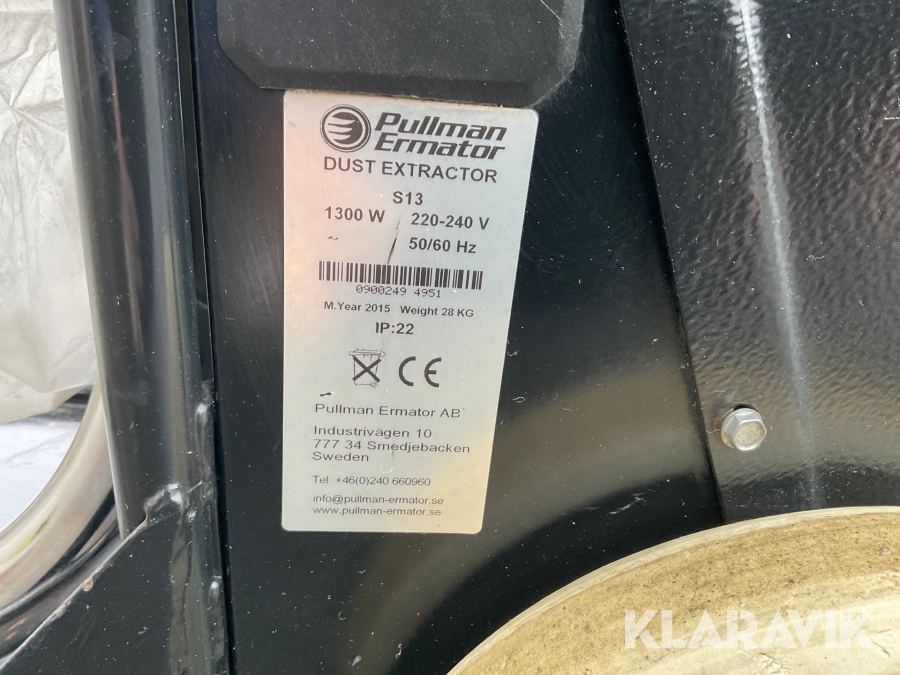 Pullman
Ermator
DUST EXTRACTOR
S13
1300 W 220-240 V
~ 50/60 Hz
0900249 4951
M.Year 2015 Weight 28 KG
IP:22
CE
Pullman Ermator AB
Industrivägen 10
777 34 Smedjebacken
Sweden
Tel +46(0)240 660960
info@pullman-ermator.se
www.pullman-ermator.se
KLARAVIK